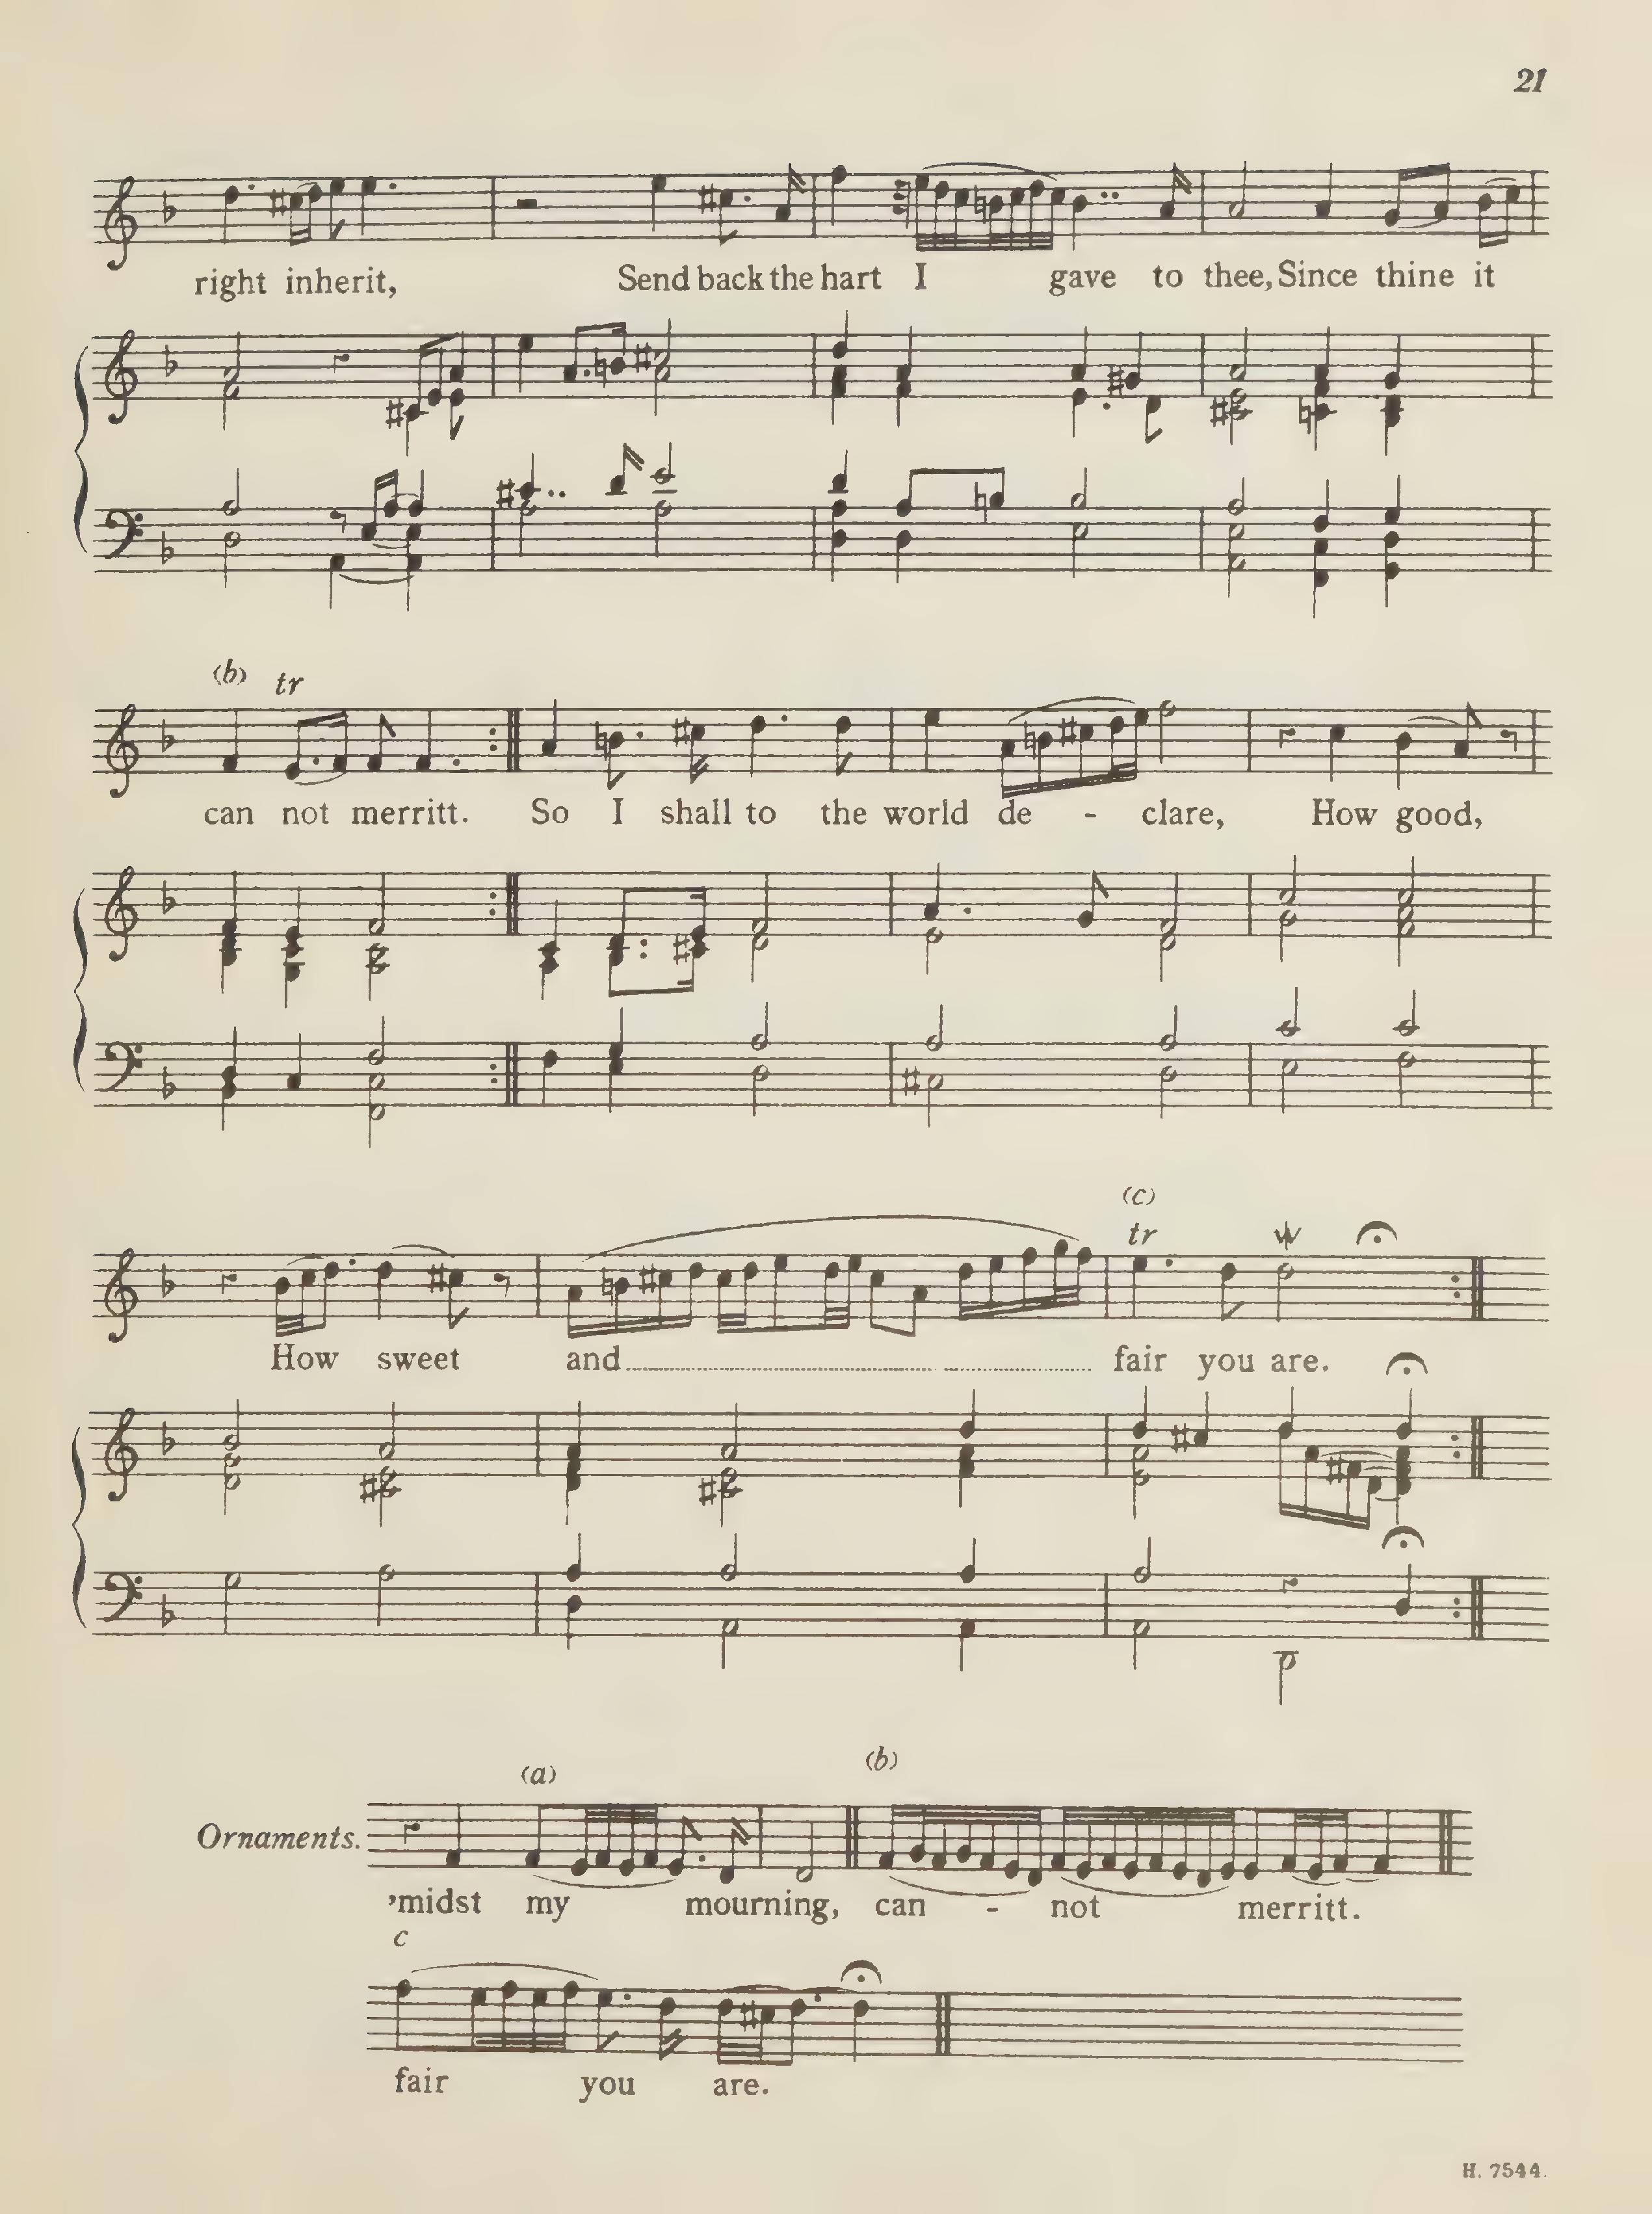 21
right inherit, Send back the hart I gave to thee, Since thine it
(b) tr
can not merritt. So I shall to the world de - clare, How good,
(c)
tr
How sweet and fair you are.
(a) (b)
Ornaments.
'midst my mourning, can - not merritt.
c
fair you are.
H. 7544.